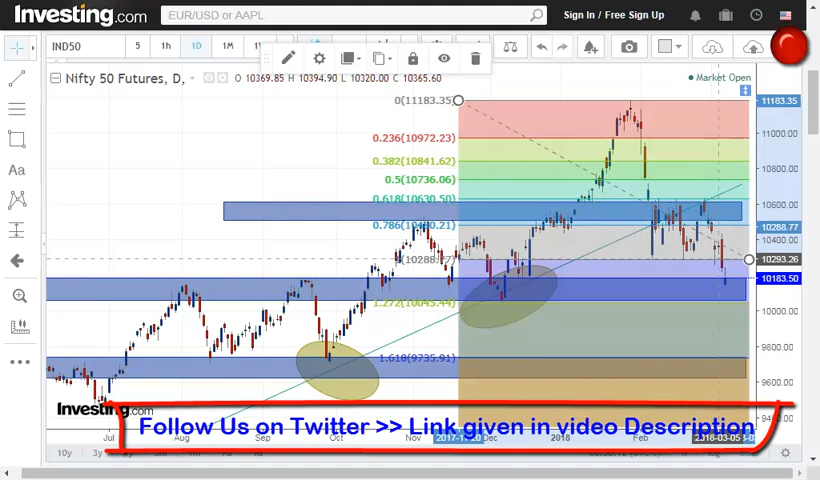 Investing.com
EUR/USD or AAPL
Sign In / Free Sign Up
IND50
5
1h
1D
1M
Nifty 50 Futures, D,
O 10369.85 H 10394.90 L 10320.00 C 10365.60
Market Open
0(11183.35)
11183.35
11000.00
0.236(10972.23)
0.382(10841.62)
10800.00
0.5(10736.06)
0.618(10630.50)
10600.00
10288.77
10400.00
10293.26
10183.50
1.272(10045.44)
10000.00
9800.00
1.618(9735.91)
9600.00
Investing.com
Follow Us on Twitter >> Link given in video Description
Jul
Aug
Sep
Oct
Nov
Dec
2018
Feb
2018-03-05
10y
3y
Aa